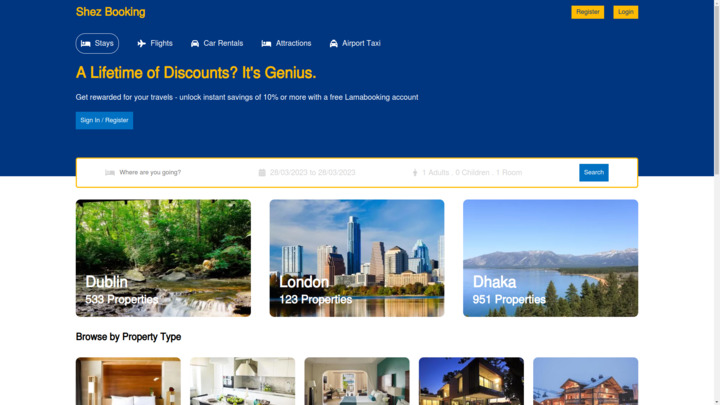 Shez Booking
Register
Login
Stays
Flights
Car Rentals
Attractions
Airport Taxi
A Lifetime of Discounts? It's Genius.
Get rewarded for your travels - unlock instant savings of 10% or more with a free Lamabooking account
Sign In / Register
Where are you going?
28/03/2023 to 28/03/2023
1 Adults . 0 Children . 1 Room
Search
Dublin
533 Properties
London
123 Properties
Dhaka
951 Properties
Browse by Property Type